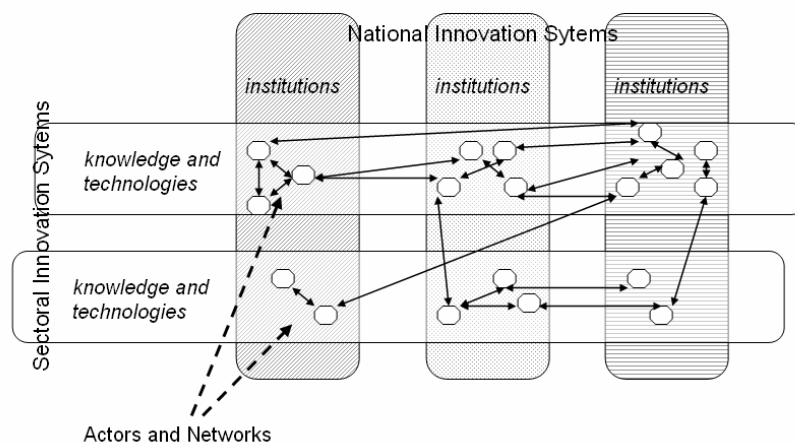 National Innovation Sytems
institutions
institutions
institutions
Sectoral Innovation Sytems
knowledge and
technologies
knowledge and
technologies
Actors and Networks